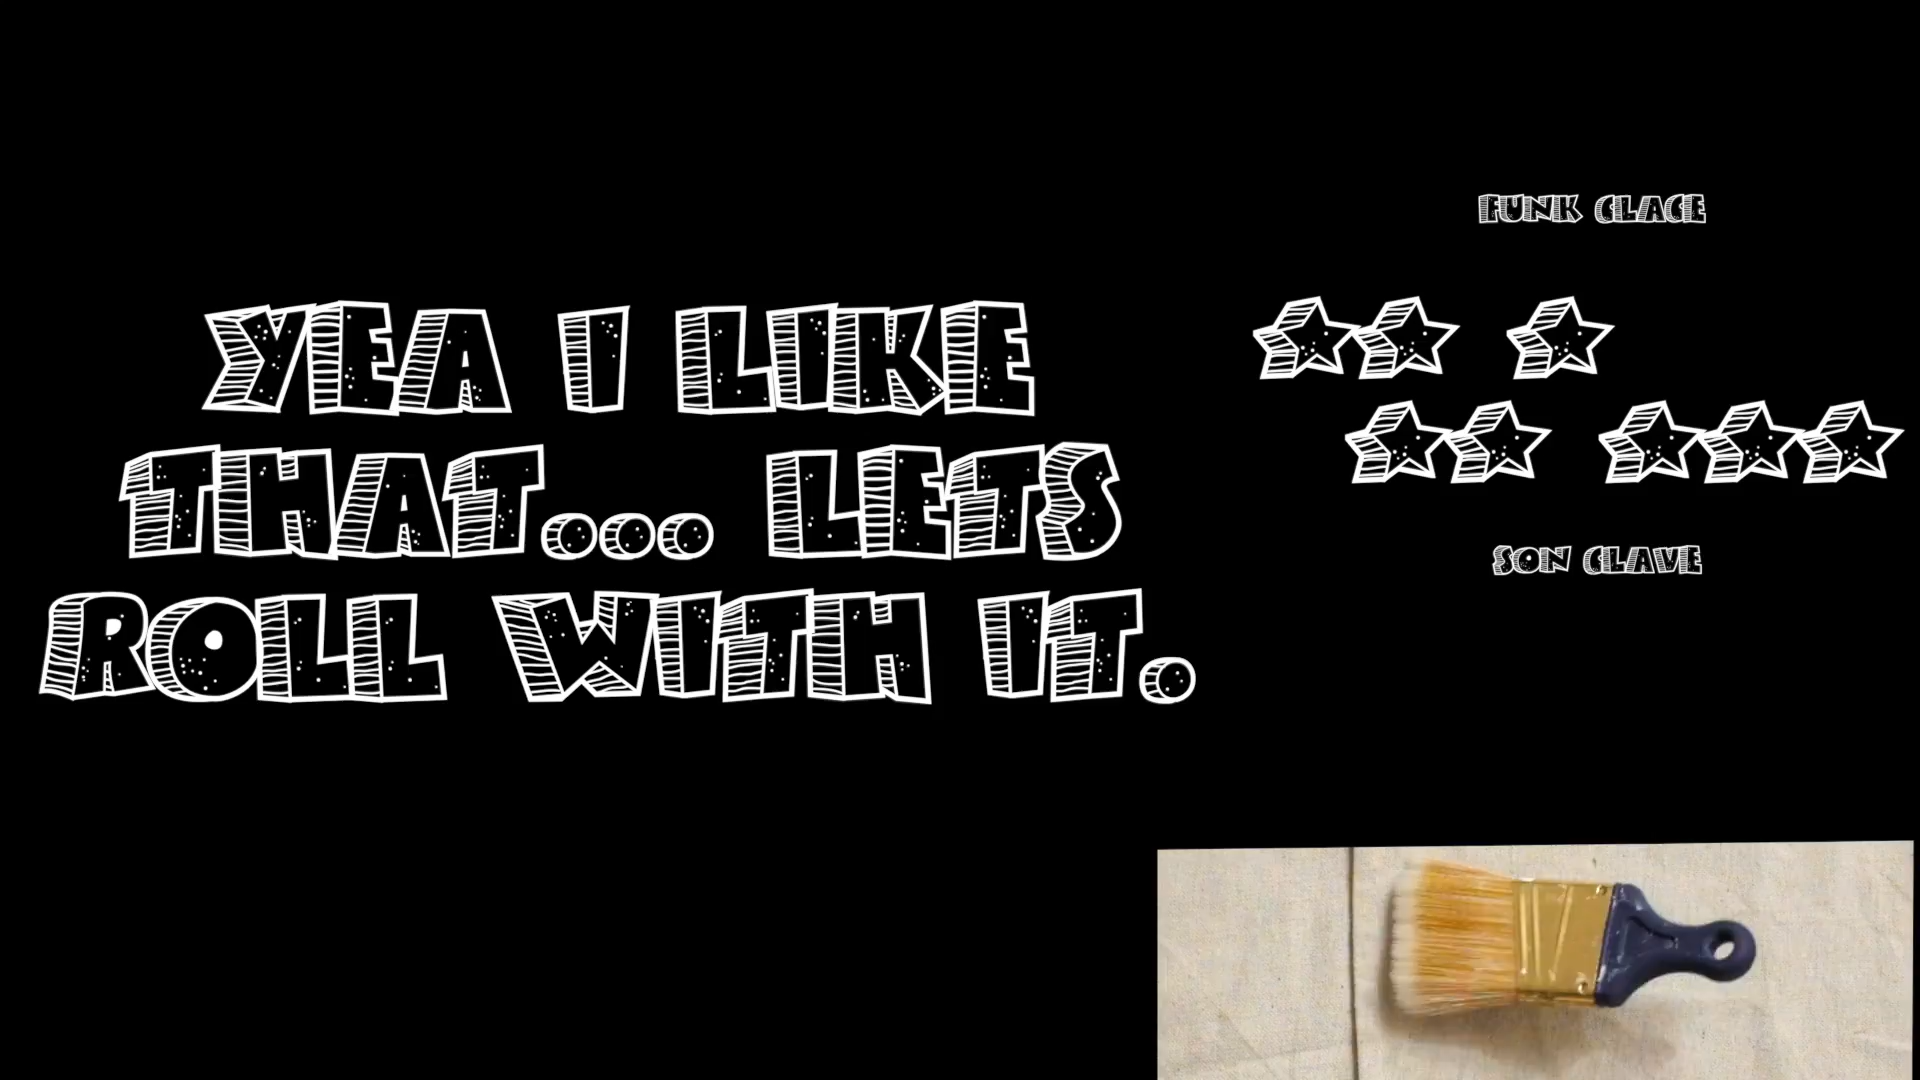 YEA I LIKE
THAT... LETS
ROLL WITH IT.
FUNK CLACE
SON CLAVE